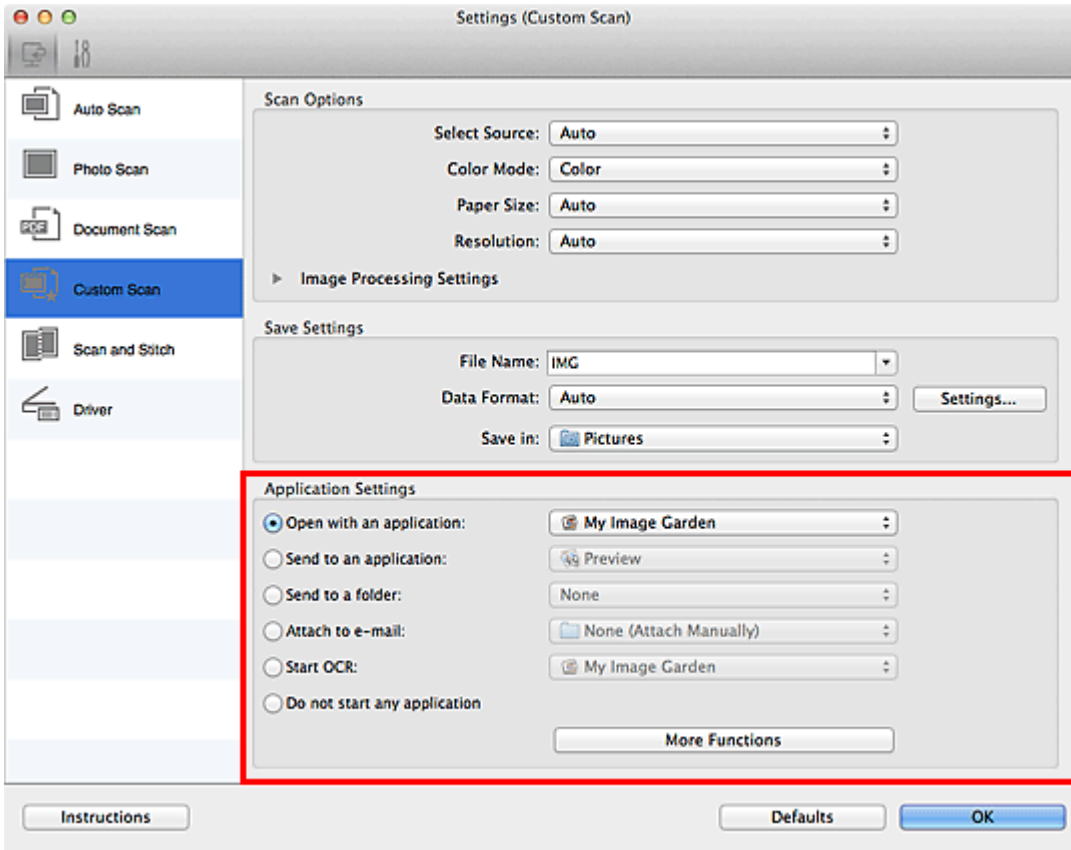 Settings (Custom Scan)
Auto Scan
Photo Scan
PDF
Document Scan
Custom Scan
Scan and Stitch
Driver
Scan Options
Select Source: Auto
Color Mode: Color
Paper Size: Auto
Resolution: Auto
Image Processing Settings
Save Settings
File Name: IMG
Data Format: Auto Settings...
Save in: Pictures
Application Settings
Open with an application: My Image Garden
Send to an application: Preview
Send to a folder: None
Attach to e-mail: None (Attach Manually)
Start OCR: My Image Garden
Do not start any application
More Functions
Instructions Defaults OK